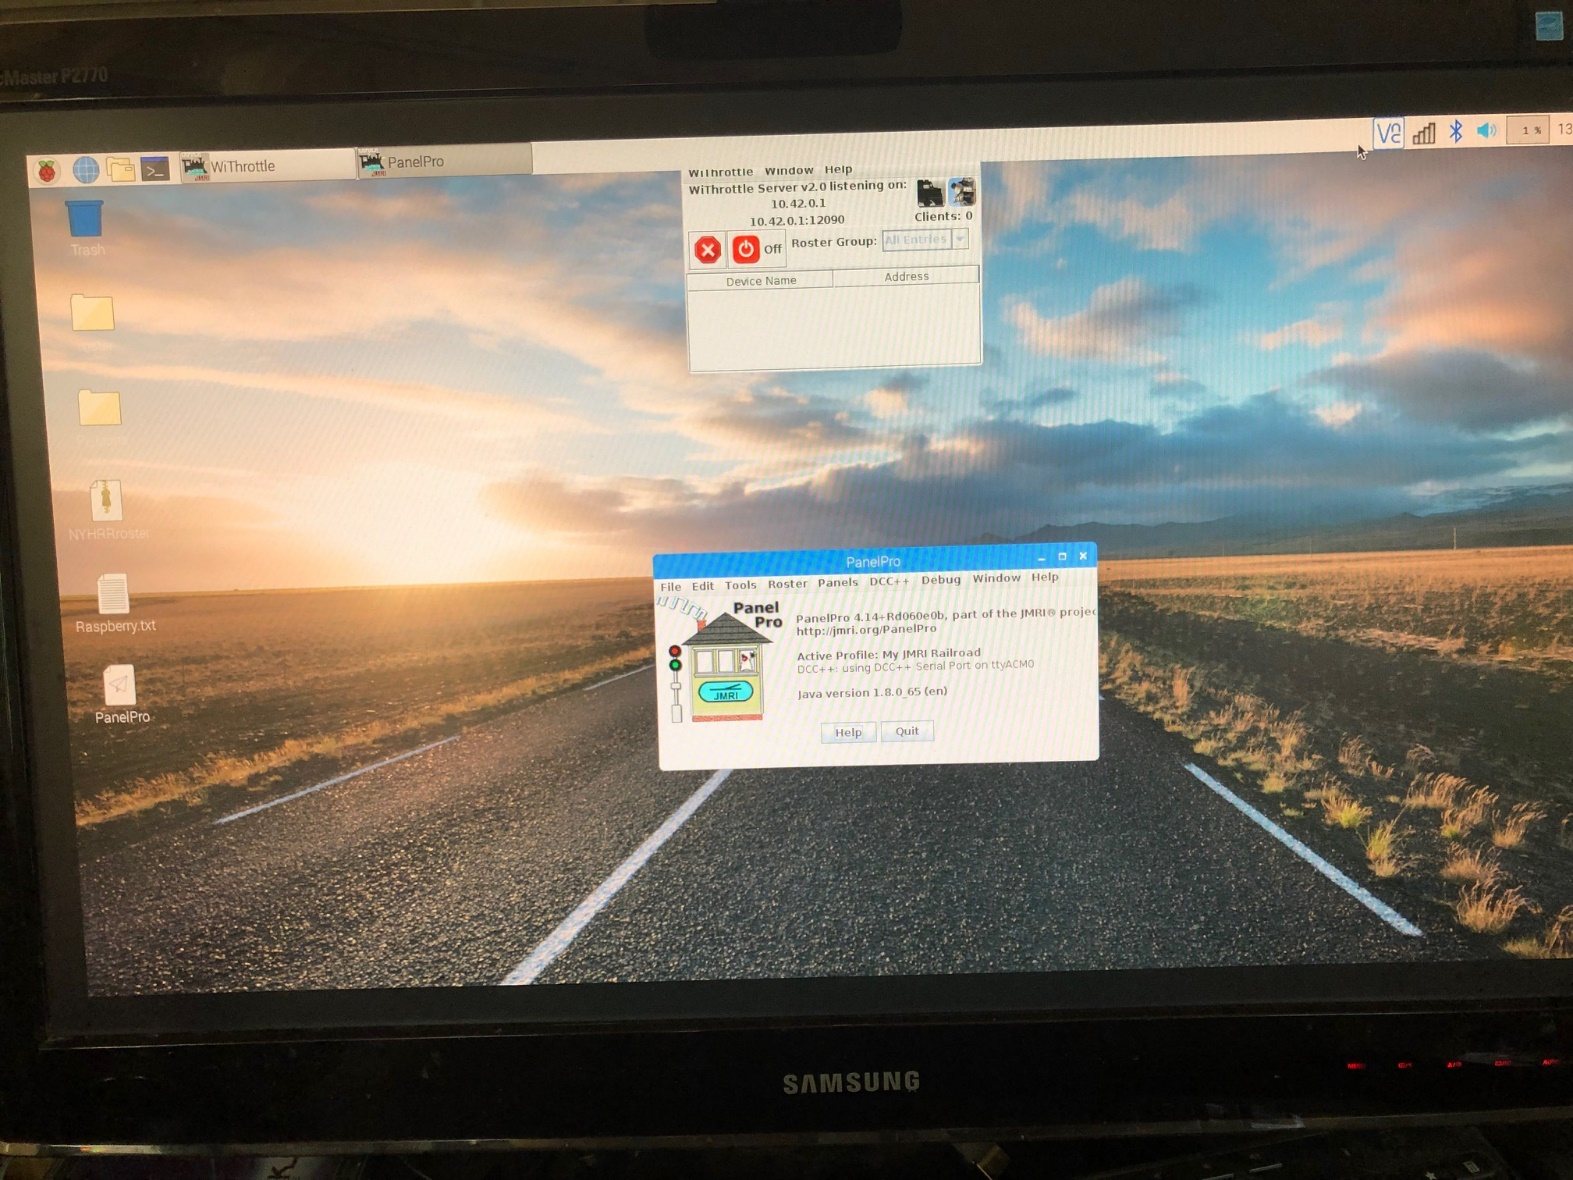 Master P2770
WiThrottle
PanelPro
1 %
13
WiThrottle Window Help
WiThrottle Server v2.0 listening on:
10.42.0.1
10.42.0.1:12090
Clients: 0
Off
Roster Group:
All Entries
Device Name
Address
Trash
NYHRRroster
Raspberry.txt
PanelPro
PanelPro
File Edit Tools Roster Panels DCC++ Debug Window Help
Panel
Pro
JMRI
PanelPro 4.14+Rd060e0b, part of the JMRI® projec
http://jmri.org/PanelPro
Active Profile: My JMRI Railroad
DCC++: using DCC++ Serial Port on ttyACM0
Java version 1.8.0_65 (en)
Help
Quit
SAMSUNG